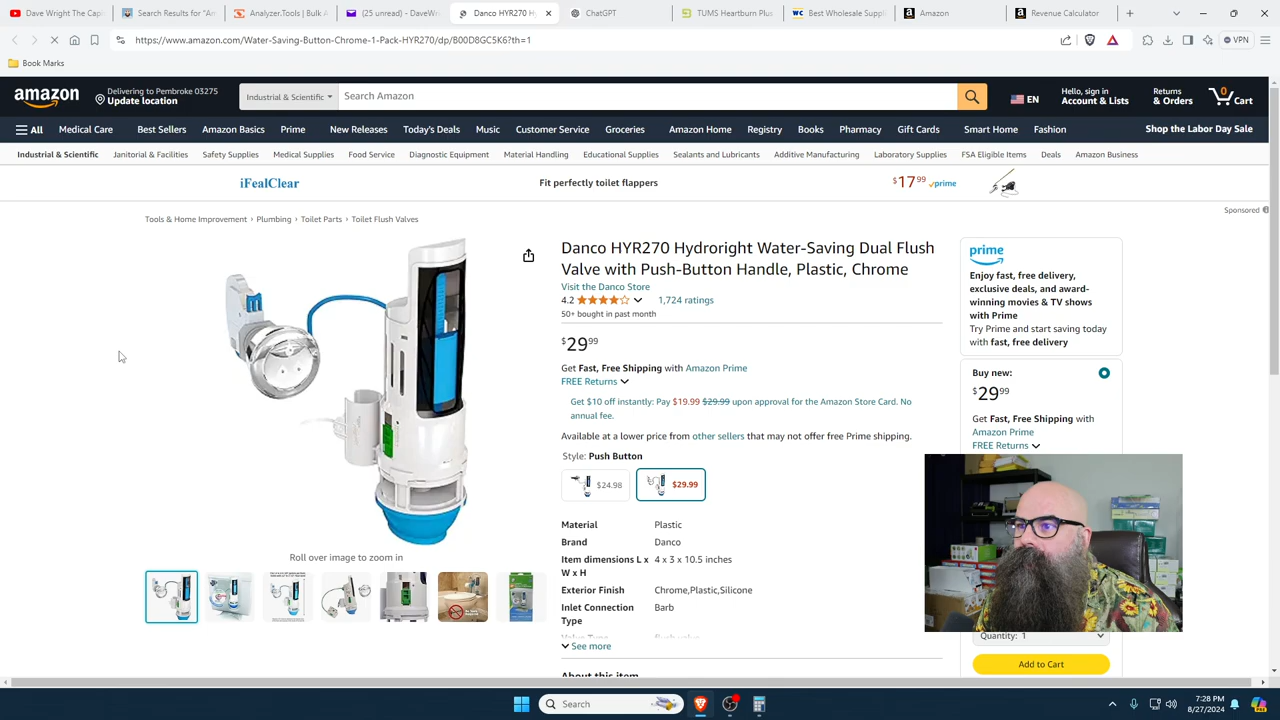 Dave Wright The Cap
Search Results for "Ar
Analyzer.Tools | Bulk A
(25 unread) - DaveWri
Danco HYR270 Hy
ChatGPT
TUMS Heartburn Plus
Best Wholesale Suppl
Amazon
Revenue Calculator
https://www.amazon.com/Water-Saving-Button-Chrome-1-Pack-HYR270/dp/B00D8GC5K6?th=1
VPN
Book Marks
amazon
Delivering to Pembroke 03275
Update location
Industrial & Scientific
Search Amazon
EN
Hello, sign in
Account & Lists
Returns
& Orders
0
Cart
All
Medical Care
Best Sellers
Amazon Basics
Prime
New Releases
Today's Deals
Music
Customer Service
Groceries
Amazon Home
Registry
Books
Pharmacy
Gift Cards
Smart Home
Fashion
Shop the Labor Day Sale
Industrial & Scientific
Janitorial & Facilities
Safety Supplies
Medical Supplies
Food Service
Diagnostic Equipment
Material Handling
Educational Supplies
Sealants and Lubricants
Additive Manufacturing
Laboratory Supplies
FSA Eligible Items
Deals
Amazon Business
iFealClear
Fit perfectly toilet flappers
$17 99 prime
Sponsored
Tools & Home Improvement › Plumbing › Toilet Parts › Toilet Flush Valves
Danco HYR270 Hydroright Water-Saving Dual Flush
Valve with Push-Button Handle, Plastic, Chrome
Visit the Danco Store
4.2
1,724 ratings
50+ bought in past month
$29 99
Get Fast, Free Shipping with Amazon Prime
FREE Returns
Get $10 off instantly: Pay $19.99 $29.99 upon approval for the Amazon Store Card. No
annual fee.
Available at a lower price from other sellers that may not offer free Prime shipping.
Style: Push Button
$24.98
$29.99
Material Plastic
Brand Danco
Item dimensions L x 4 x 3 x 10.5 inches
W x H
Exterior Finish Chrome,Plastic,Silicone
Inlet Connection Barb
Type
Valve Type flush valve
See more
About this item
Roll over image to zoom in
prime
Enjoy fast, free delivery,
exclusive deals, and award-
winning movies & TV shows
with Prime
Try Prime and start saving today
with fast, free delivery
Buy new:
$29 99
Get Fast, Free Shipping with
Amazon Prime
FREE Returns
Quantity: 1
Add to Cart
Search
7:28 PM
8/27/2024